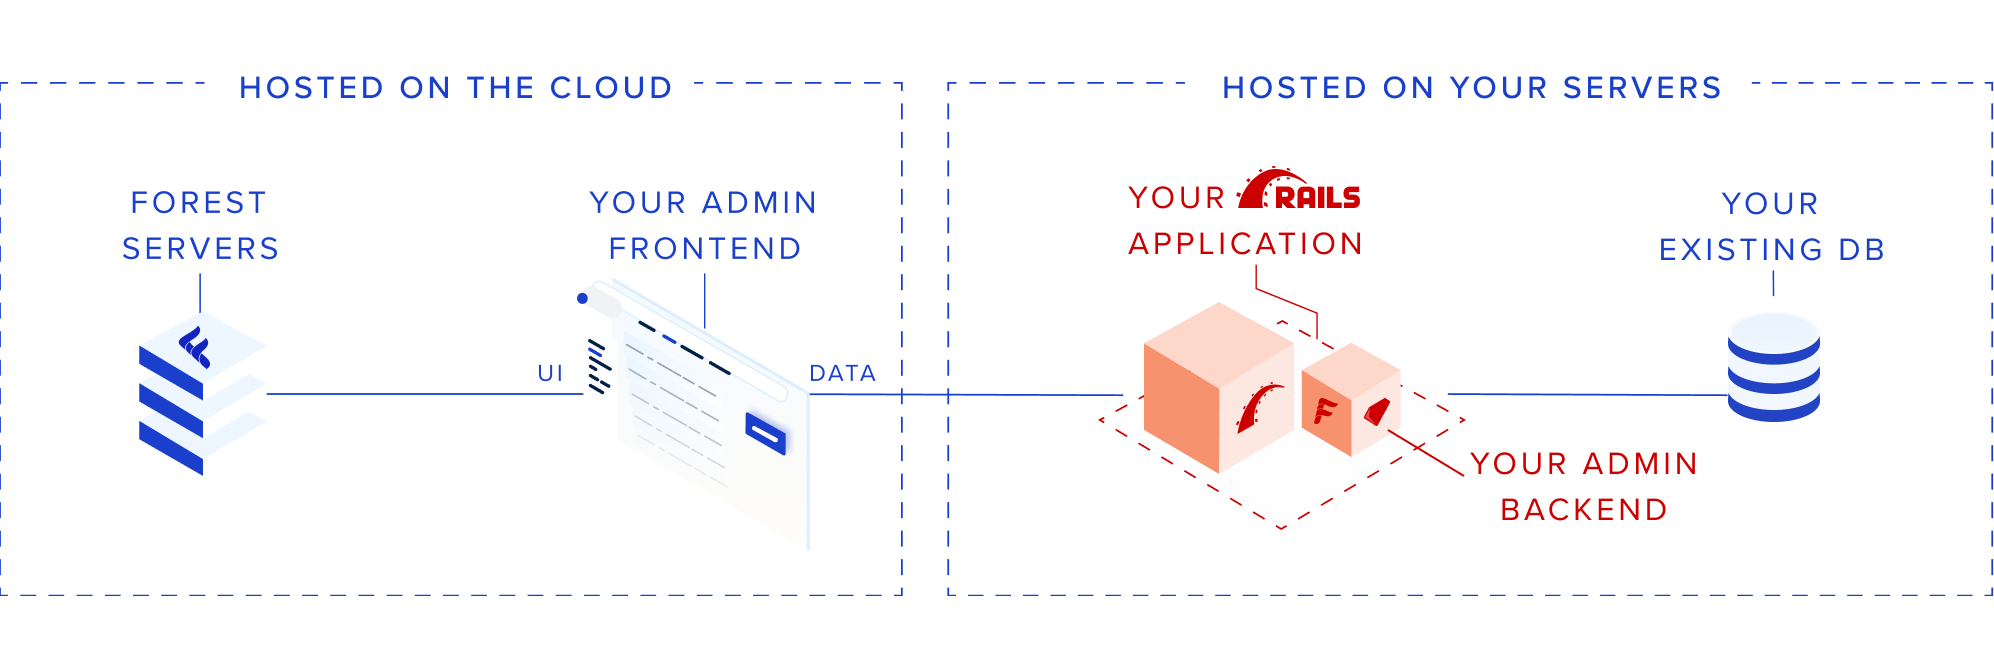 HOSTED ON THE CLOUD
FOREST
SERVERS
YOUR ADMIN
FRONTEND
UI
DATA
HOSTED ON YOUR SERVERS
YOUR RAILS
APPLICATION
YOUR
EXISTING DB
YOUR ADMIN
BACKEND